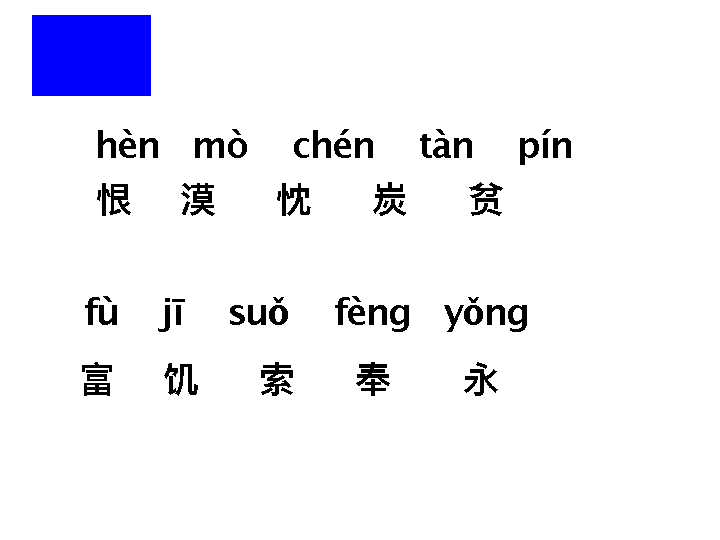 hèn mò chén tàn pín
恨 漠 忱 炭 贫
fù jī suǒ fèng yǒng
富 饥 索 奉 永